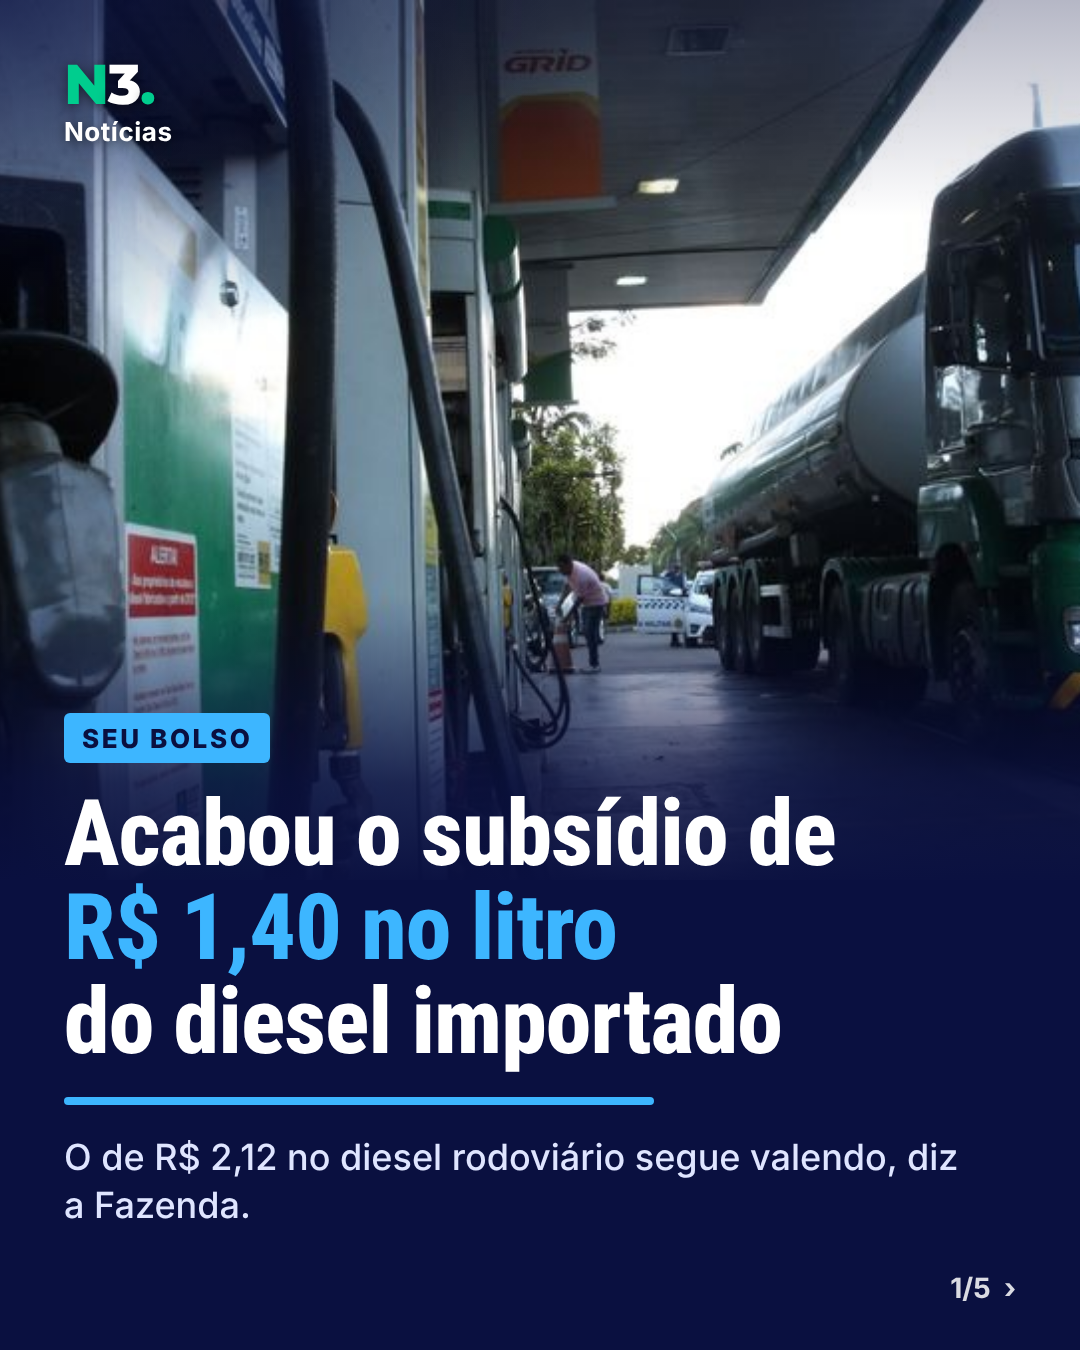 GRID
N3.
Notícias
ALERTA!
SEU BOLSO
Acabou o subsídio de
R$ 1,40 no litro
do diesel importado
O de R$ 2,12 no diesel rodoviário segue valendo, diz
a Fazenda.
1/5 ›